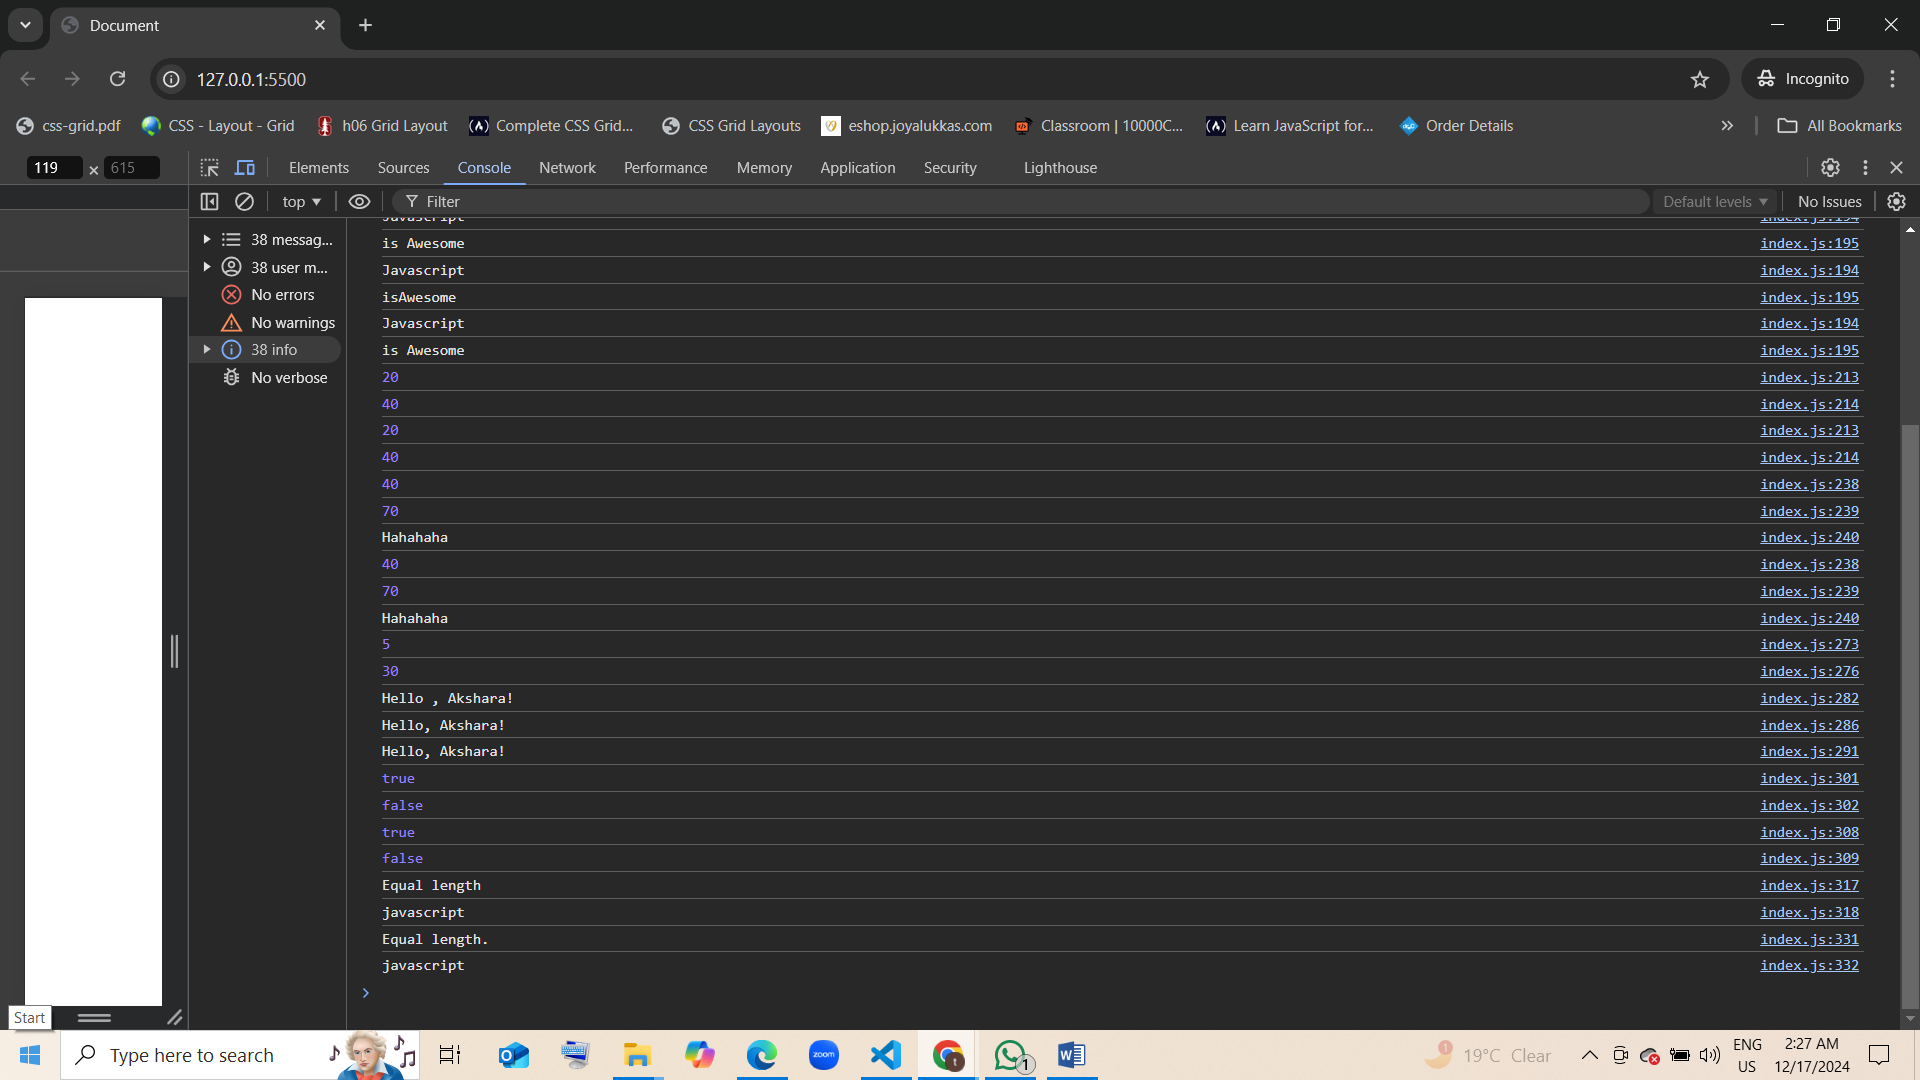 Document
127.0.0.1:5500
Incognito
css-grid.pdf
CSS - Layout - Grid
h06 Grid Layout
Complete CSS Grid...
CSS Grid Layouts
eshop.joyalukkas.com
Classroom | 10000C...
Learn JavaScript for...
Order Details
All Bookmarks
119 × 615
Elements Sources Console Network Performance Memory Application Security Lighthouse
top
Filter
Default levels
No Issues
38 messag...
38 user m...
No errors
No warnings
38 info
No verbose
Javascript index.js:194
is Awesome index.js:195
Javascript index.js:194
isAwesome index.js:195
Javascript index.js:194
is Awesome index.js:195
20 index.js:213
40 index.js:214
20 index.js:213
40 index.js:214
40 index.js:238
70 index.js:239
Hahahaha index.js:240
40 index.js:238
70 index.js:239
Hahahaha index.js:240
5 index.js:273
30 index.js:276
Hello , Akshara! index.js:282
Hello, Akshara! index.js:286
Hello, Akshara! index.js:291
true index.js:301
false index.js:302
true index.js:308
false index.js:309
Equal length index.js:317
javascript index.js:318
Equal length. index.js:331
javascript index.js:332
Start
Type here to search
zoom
t
1
1
19°C Clear
ENG
US
2:27 AM
12/17/2024